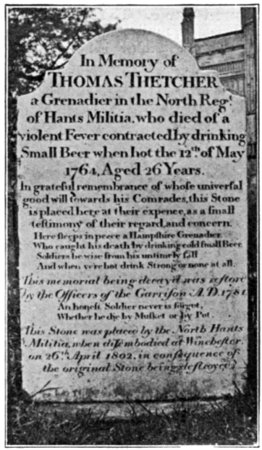 In Memory of
THOMAS THETCHER
a Grenadier in the North Regt.
of Hants Militia, who died of a
violent Fever contracted by drinking
Small Beer when hot the 12th. of May
1764, Aged 26 Years.
In grateful remembrance of whose univerſal
good will towards his Comrades, this Stone
is placed here at their expence, as a ſmall
teſtimony of their regard and concern.
Here ſleeps in peace a Hampſhire Grenadier.
Who caught his death by drinking cold ſmall Beer,
Soldiers be wise from his untimely fall
And when ye're hot drink Strong or none at all.
This memorial being decay'd was restor'd
by the Officers of the Garriſon A.D. 1781.
An honeſt Soldier never is forgot,
Whether he die by Muſket or by Pot.
This Stone was placed by the North Hants
Militia, when diſembodied at Wincheſter,
on 26th April 1802, in conſequence of
the original Stone being deſtroyed.